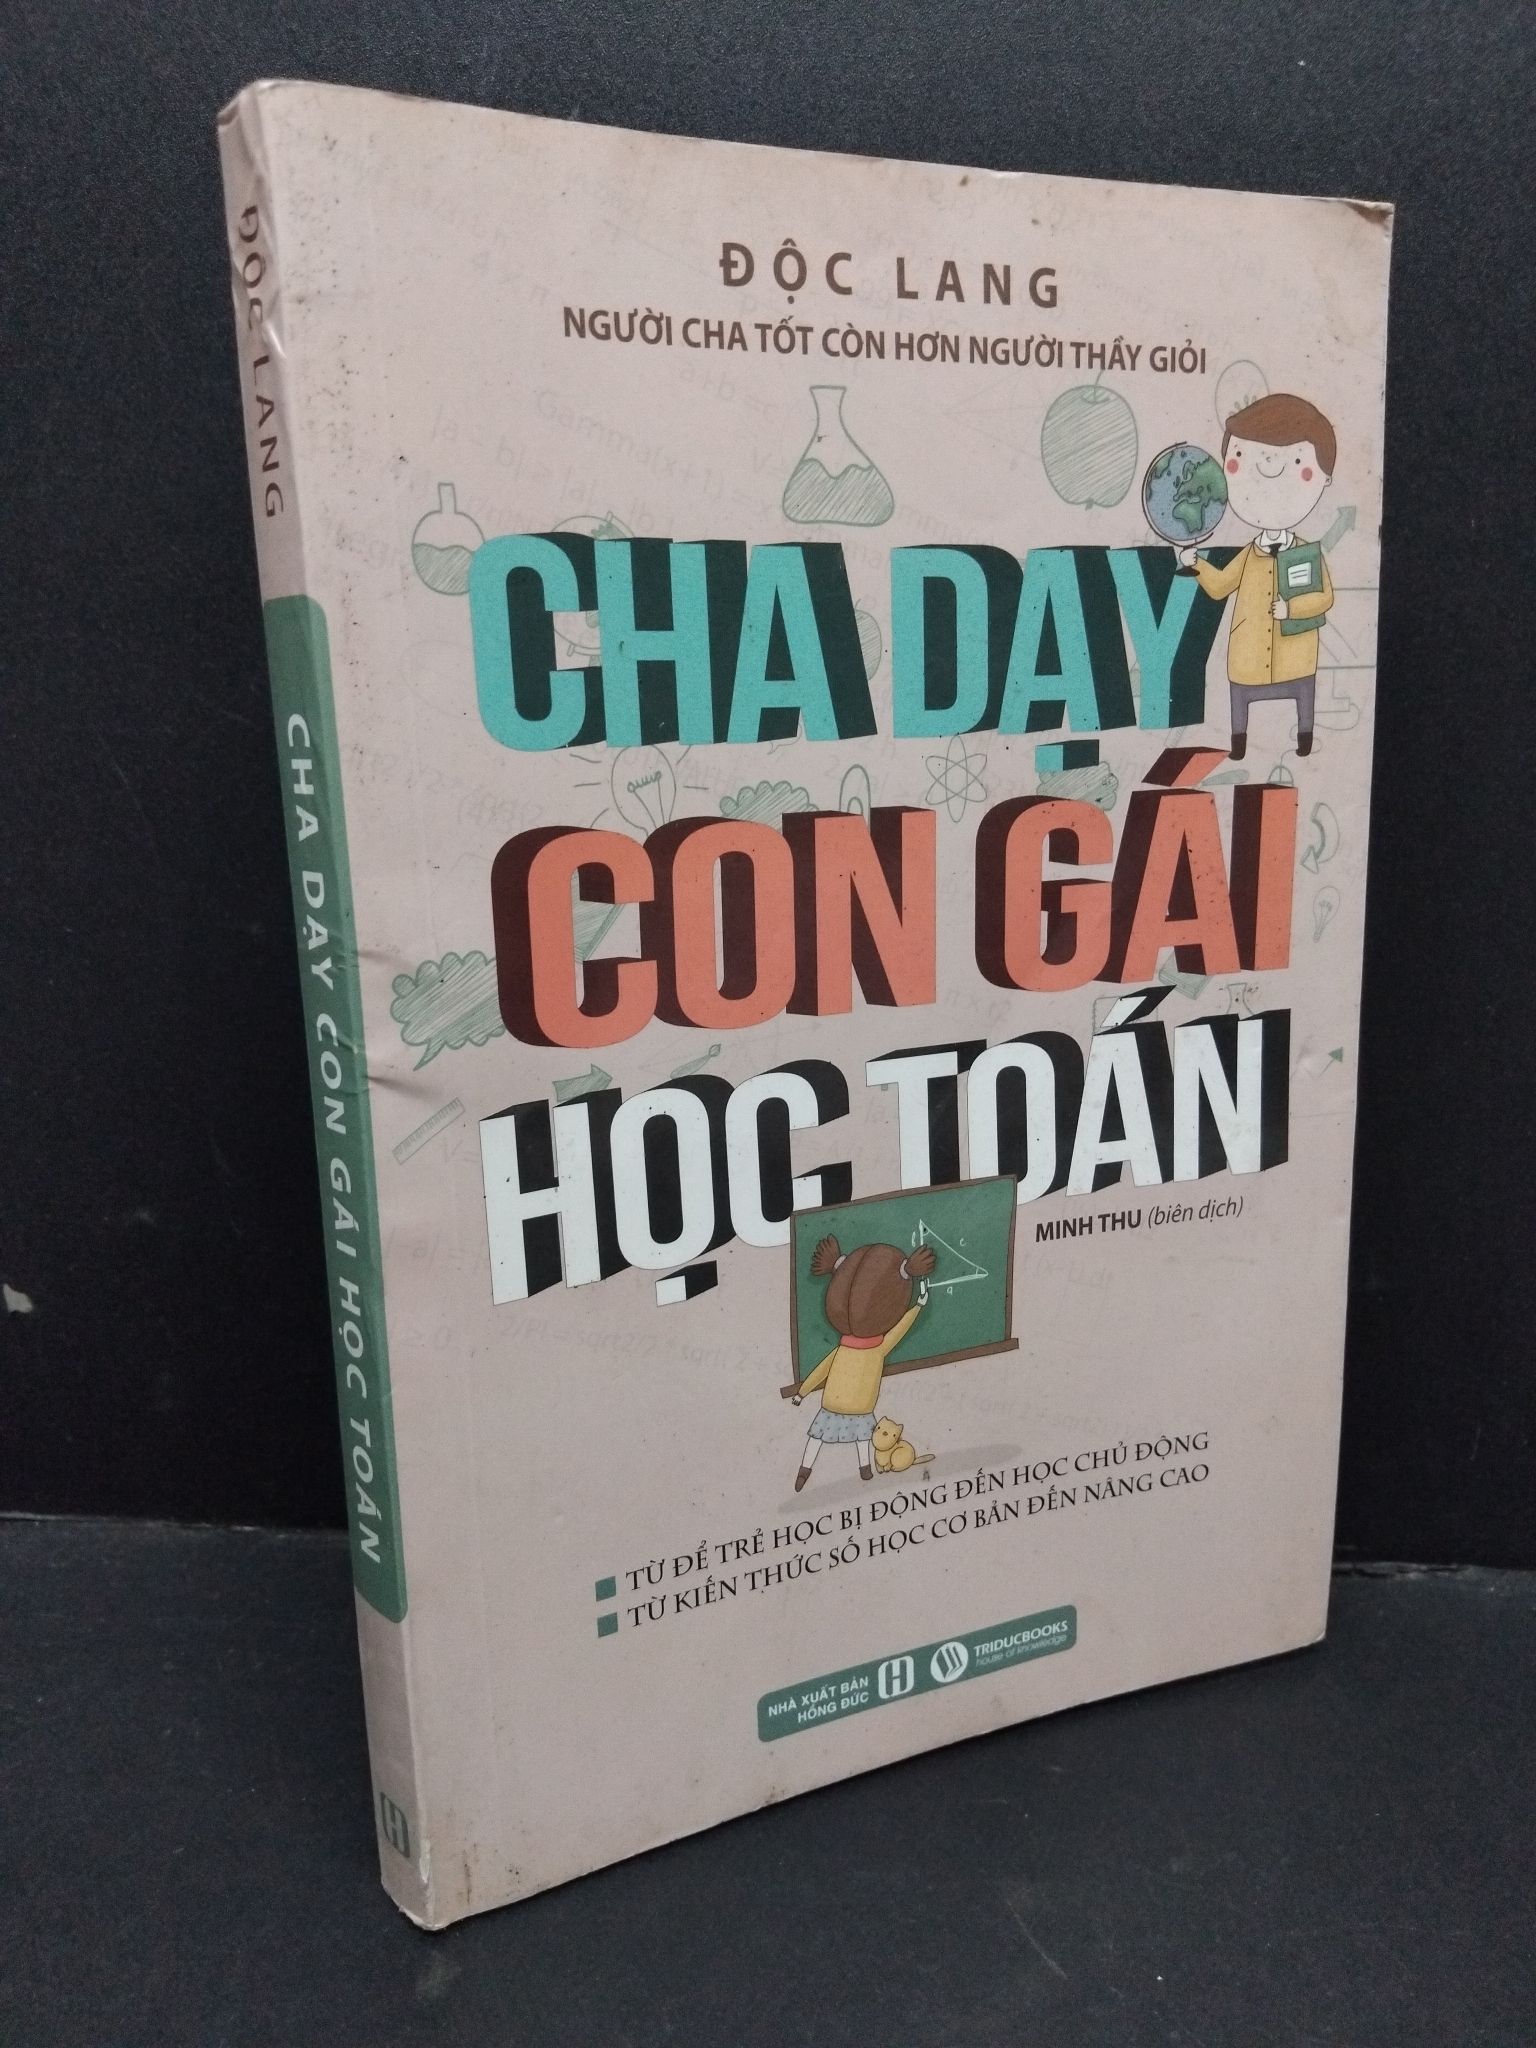 ĐỘC LANG
NGƯỜI CHA TỐT CÒN HƠN NGƯỜI THẦY GIỎI
CHA DẠY
CON GÁI
HỌC TOÁN
MINH THU (biên dịch)
b
c
a
TỪ ĐỂ TRẺ HỌC BỊ ĐỘNG ĐẾN HỌC CHỦ ĐỘNG
TỪ KIẾN THỨC SỐ HỌC CƠ BẢN ĐẾN NÂNG CAO
NHÀ XUẤT BẢN
HỒNG ĐỨC
TRIDUCBOOKS
house of knowledge
ĐỘC LANG
CHA DẠY CON GÁI HỌC TOÁN